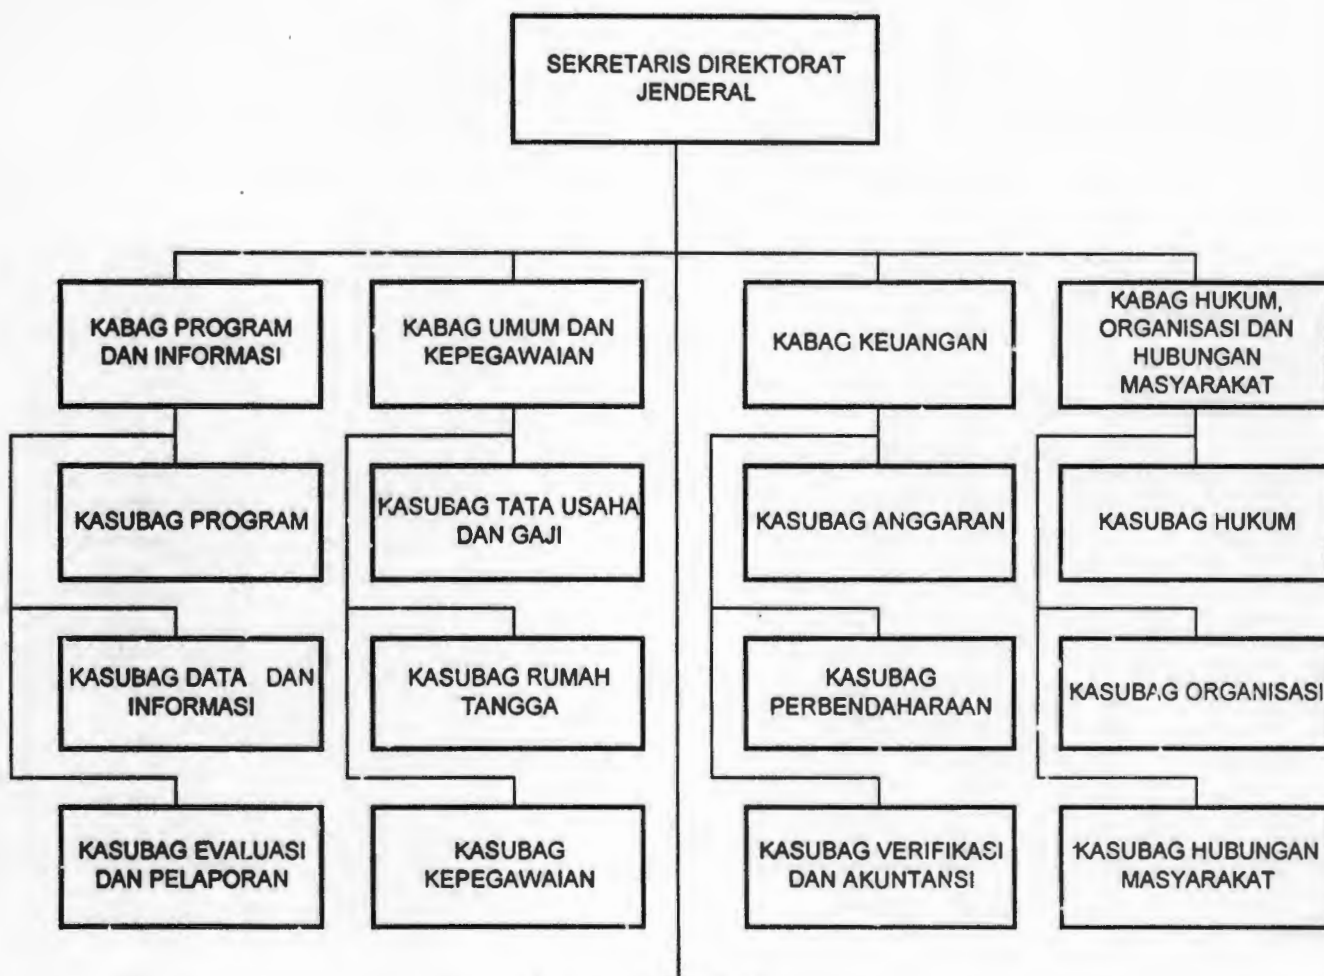 SEKRETARIS DIREKTORAT
JENDERAL
KABAG PROGRAM
DAN INFORMASI
KABAG UMUM DAN
KEPEGAWAIAN
KABAG KEUANGAN
KABAG HUKUM,
ORGANISASI DAN
HUBUNGAN
MASYARAKAT
KASUBAG PROGRAM
KASUBAG TATA USAHA
DAN GAJI
KASUBAG ANGGARAN
KASUBAG HUKUM
KASUBAG DATA DAN
INFORMASI
KASUBAG RUMAH
TANGGA
KASUBAG
PERBENDAHARAAN
KASUBAG ORGANISASI
KASUBAG EVALUASI
DAN PELAPORAN
KASUBAG
KEPEGAWAIAN
KASUBAG VERIFIKASI
DAN AKUNTANSI
KASUBAG HUBUNGAN
MASYARAKAT